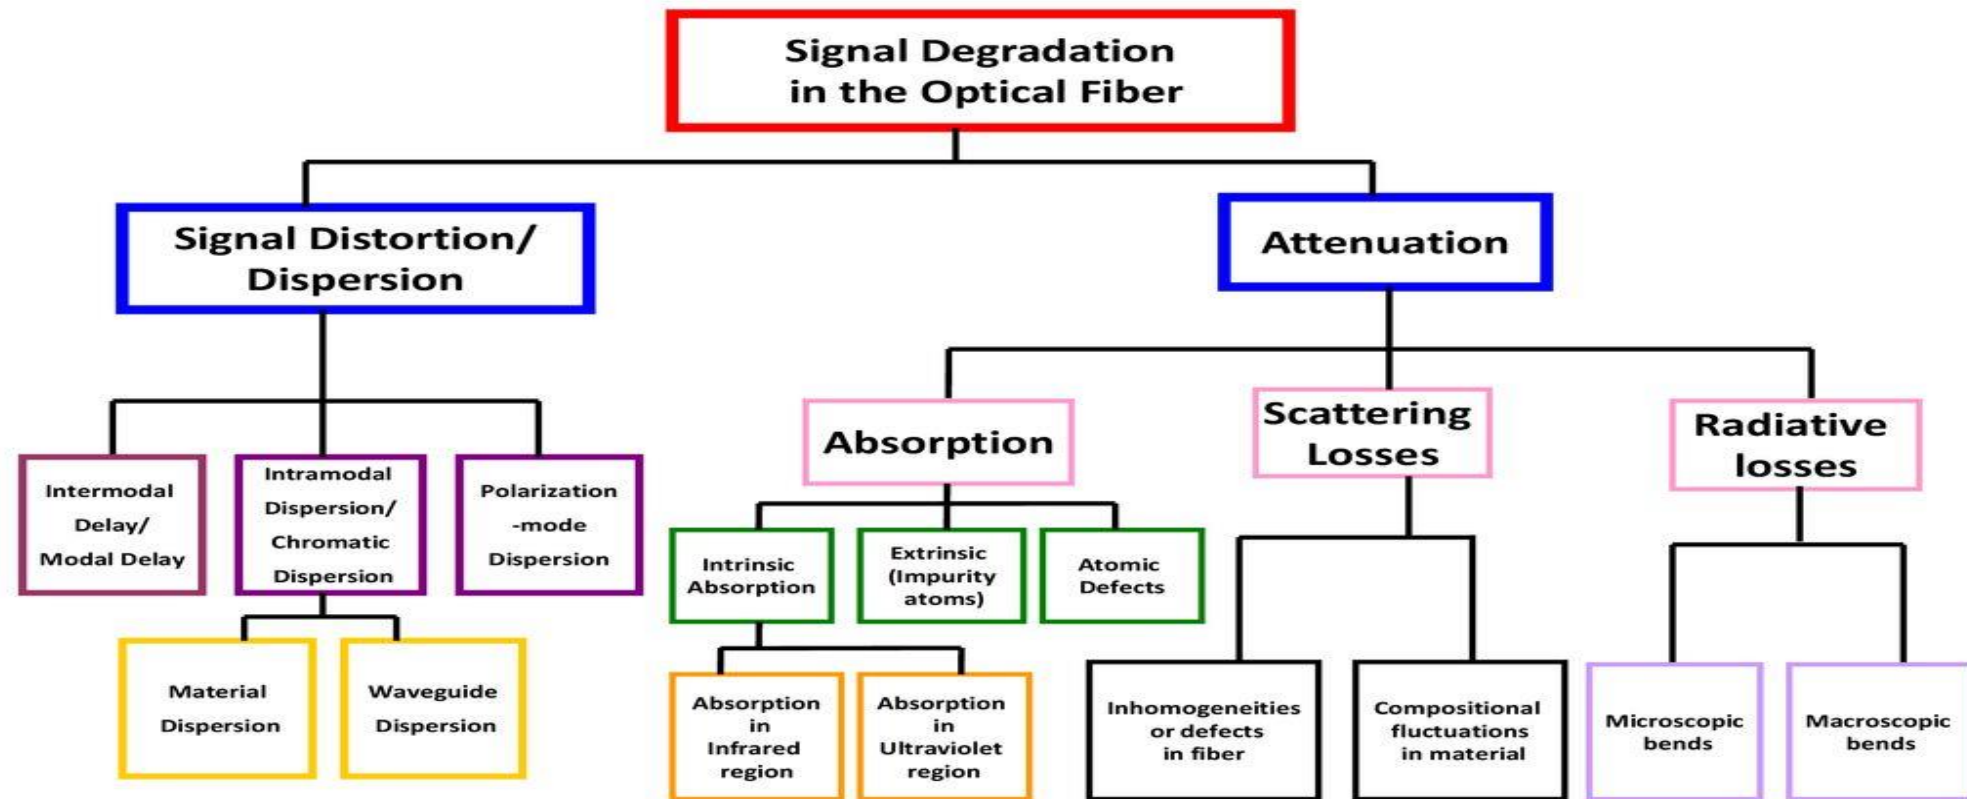 Signal Degradation
in the Optical Fiber
Signal Distortion/
Dispersion
Attenuation
Absorption
Scattering
Losses
Radiative
losses
Intermodal
Delay/
Modal Delay
Intramodal
Dispersion/
Chromatic
Dispersion
Polarization
-mode
Dispersion
Intrinsic
Absorption
Extrinsic
(Impurity
atoms)
Atomic
Defects
Material
Dispersion
Waveguide
Dispersion
Absorption
in
Infrared
region
Absorption
in
Ultraviolet
region
Inhomogeneities
or defects
in fiber
Compositional
fluctuations
in material
Microscopic
bends
Macroscopic
bends